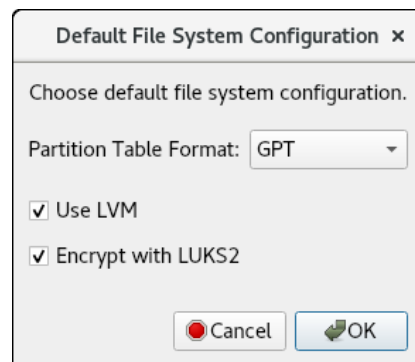 Default File System Configuration ×
Choose default file system configuration.
Partition Table Format: GPT
Use LVM
Encrypt with LUKS2
Cancel OK